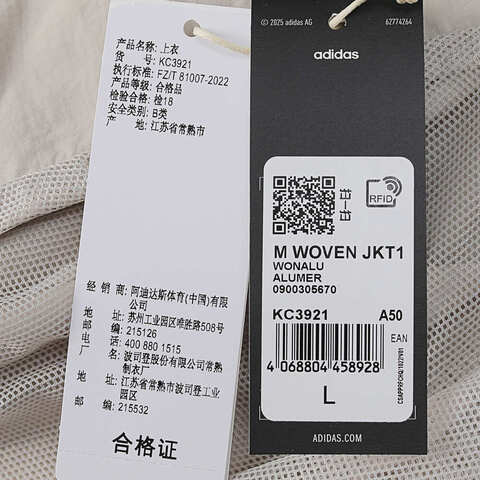 产品名称: 上衣
货 号: KC3921
执行标准: FZ/T 81007-2022
产品等级: 合格品
检验合格: 检18
安全类别: B类
产 地: 江苏省常熟市
经 销 商: 阿迪达斯体育(中国)有限
公司
地 址: 苏州工业园区唯胜路508号
邮 编: 215126
电 话: 400 880 1515
厂 名: 波司登股份有限公司常熟
制衣厂
厂 址: 江苏省常熟市波司登工业
园区
邮 编: 215532
合格证
© 2025 adidas AG
62774264
adidas
RFID
M WOVEN JKT1
WONALU
ALUMER
0900305670
KC3921 A50
EAN
4 068804 458928
L
ADIDAS.COM